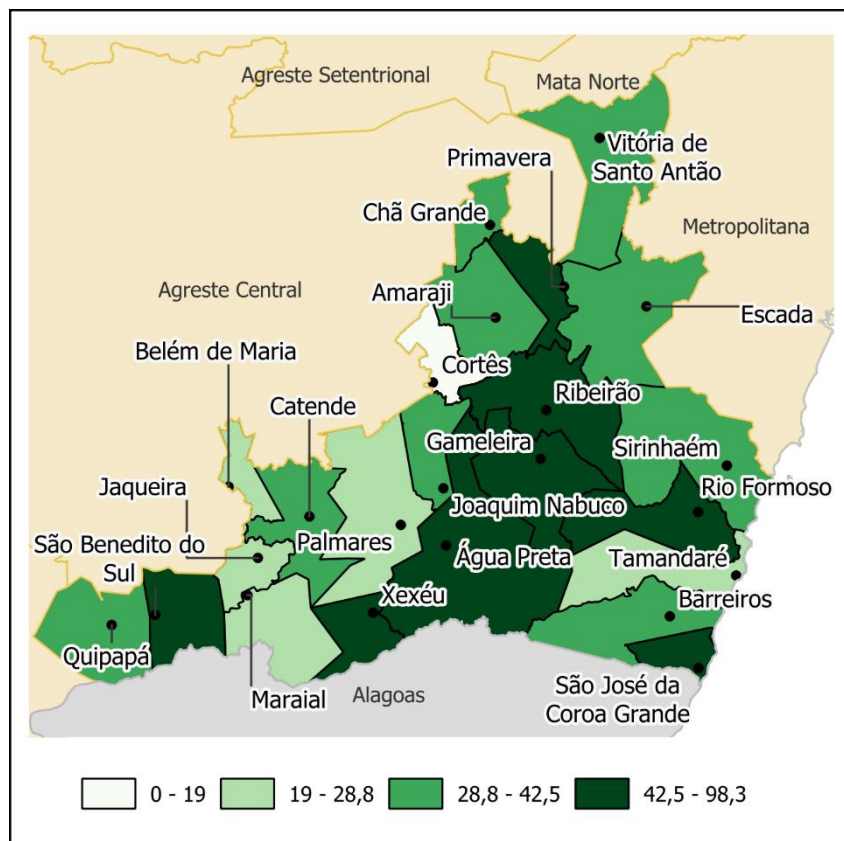 Agreste Setentrional
Mata Norte
Primavera
Vitória de
Santo Antão
Chã Grande
Metropolitana
Agreste Central
Amaraji
Escada
Belém de Maria
Cortês
Catende
Ribeirão
Gameleira
Sirinhaém
Jaqueira
Rio Formoso
Joaquim Nabuco
São Benedito do
Sul
Palmares
Água Preta
Tamandaré
Xexéu
Barreiros
Quipapá
Maraial
Alagoas
São José da
Coroa Grande
0 - 19
19 - 28,8
28,8 - 42,5
42,5 - 98,3